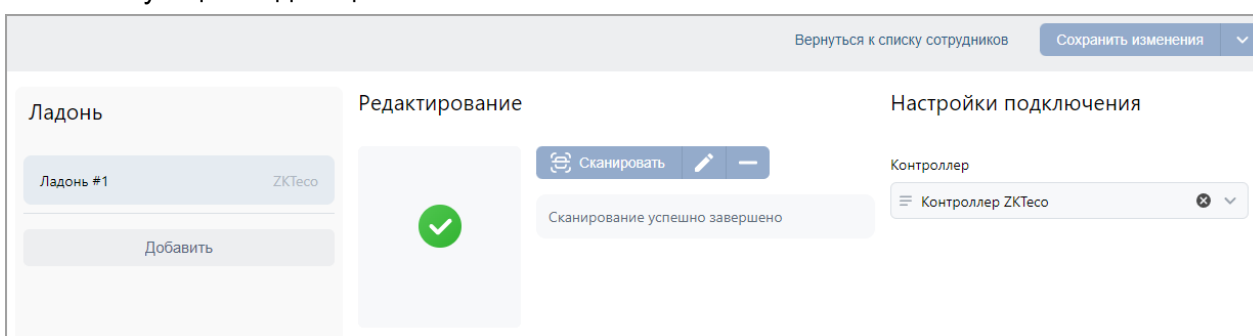 Вернуться к списку сотрудников
Сохранить изменения
Ладонь
Редактирование
Настройки подключения
Ладонь #1
ZKTeco
Сканировать
Контроллер
Контроллер ZKTeco
Сканирование успешно завершено
Добавить